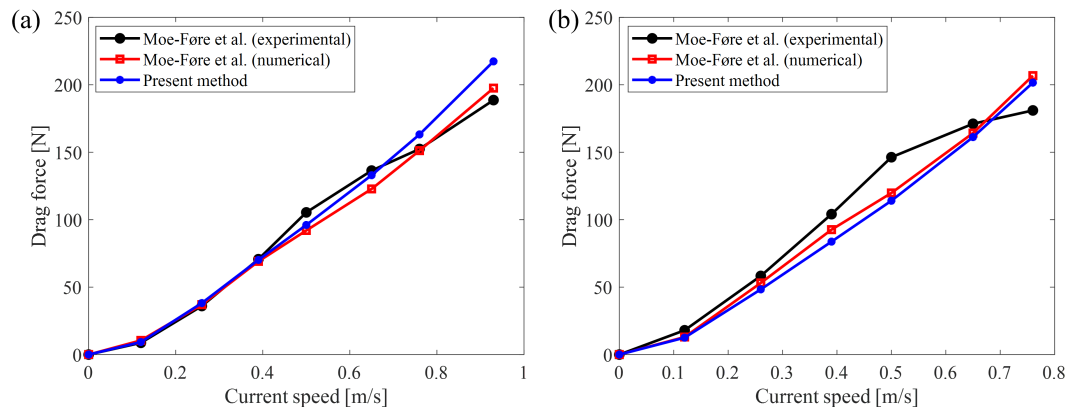 (a)
250
200
150
100
50
0
Drag force [N]
Moe-Føre et al. (experimental)
Moe-Føre et al. (numerical)
Present method
0 0.2 0.4 0.6 0.8 1
Current speed [m/s]
(b)
250
200
150
100
50
0
Drag force [N]
Moe-Føre et al. (experimental)
Moe-Føre et al. (numerical)
Present method
0 0.1 0.2 0.3 0.4 0.5 0.6 0.7 0.8
Current speed [m/s]